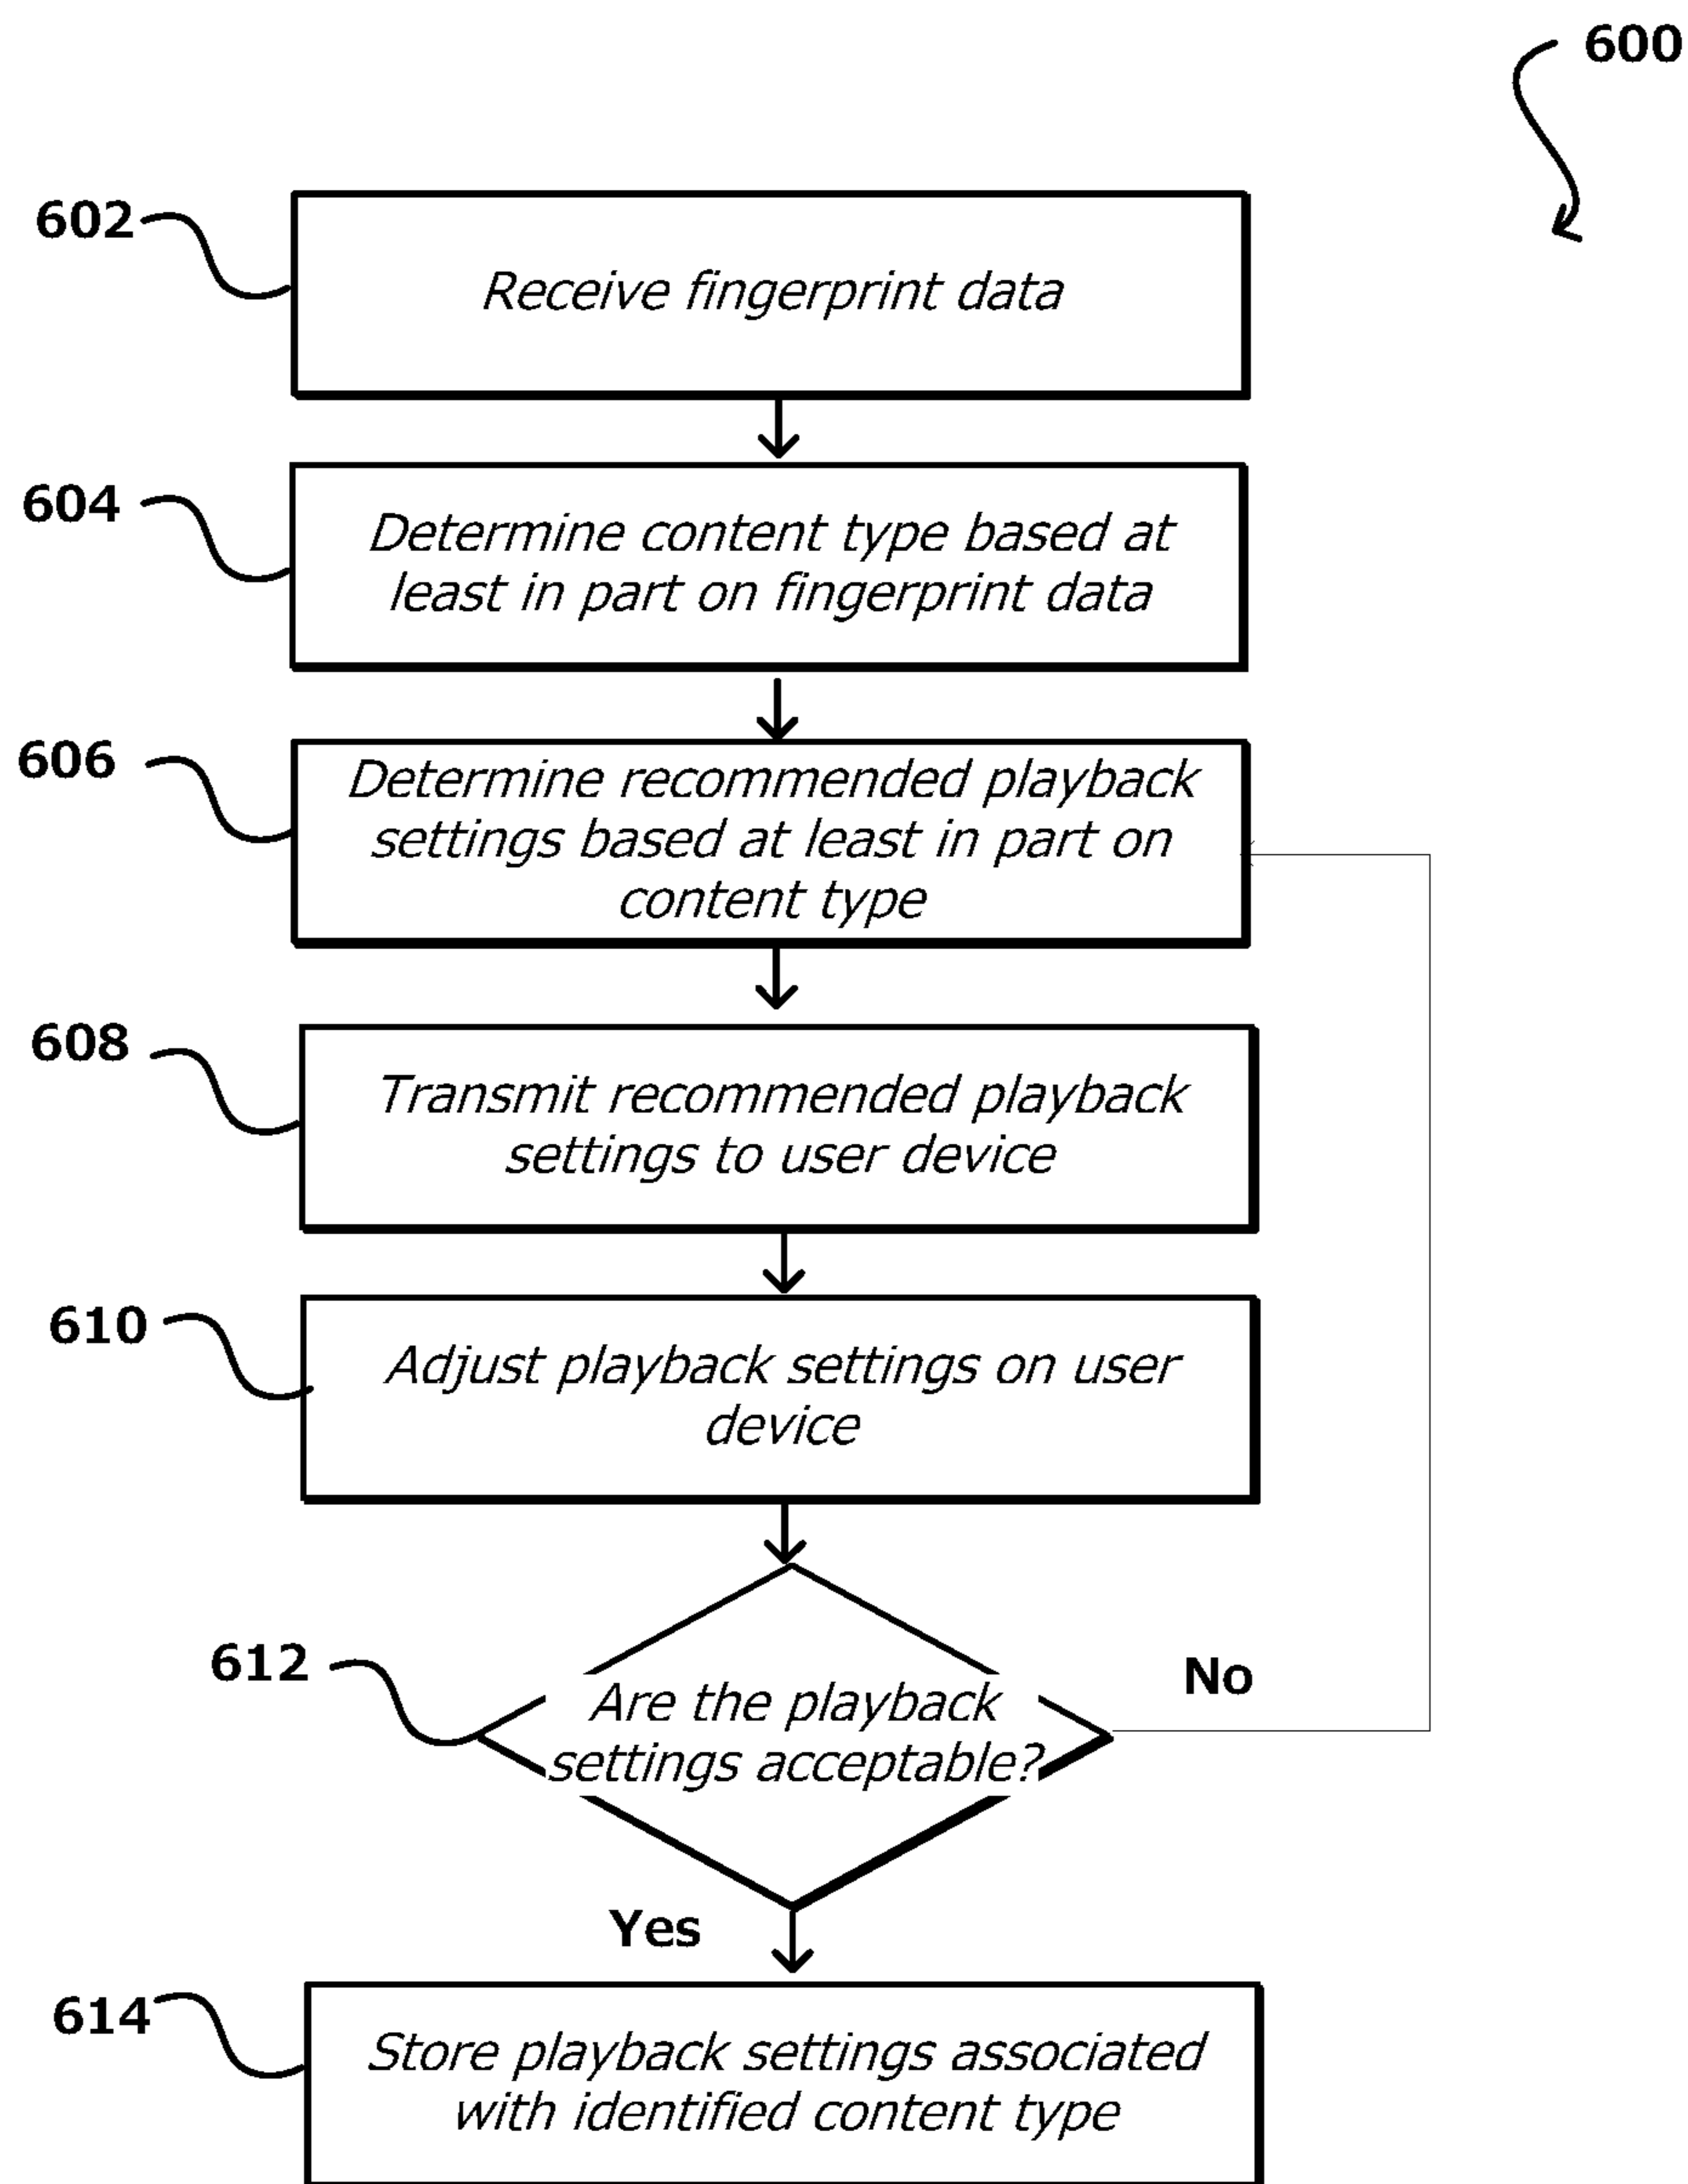 600
602
Receive fingerprint data
604
Determine content type based at
least in part on fingerprint data
606
Determine recommended playback
settings based at least in part on
content type
608
Transmit recommended playback
settings to user device
610
Adjust playback settings on user
device
612
Are the playback
settings acceptable?
No
Yes
614
Store playback settings associated
with identified content type